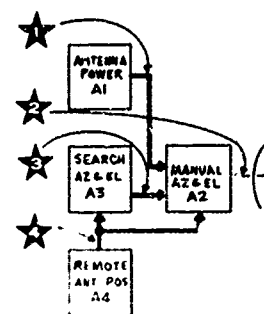 1
ANTENNA
POWER
A1
2
3
SEARCH
AZ & EL
A3
MANUAL
AZ & EL
A2
4
REMOTE
ANT POS
A4